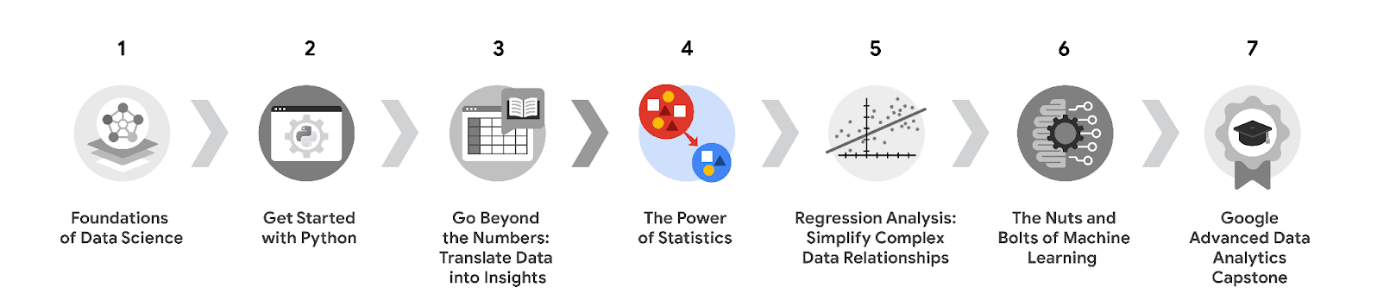 1
2
3
4
5
6
7
Foundations
of Data Science
Get Started
with Python
Go Beyond
the Numbers:
Translate Data
into Insights
The Power
of Statistics
Regression Analysis:
Simplify Complex
Data Relationships
The Nuts and
Bolts of Machine
Learning
Google
Advanced Data
Analytics
Capstone